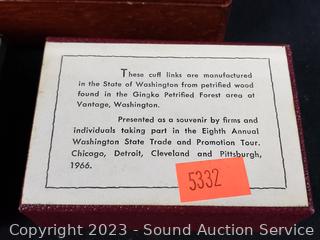 These cuff links are manufactured
in the State of Washington from petrified wood
found in the Gingko Petrified Forest area at
Vantage, Washington.
Presented as a souvenir by firms and
individuals taking part in the Eighth Annual
Washington State Trade and Promotion Tour.
Chicago, Detroit, Cleveland and Pittsburgh,
1966.
5332
Copyright 2023 - Sound Auction Service